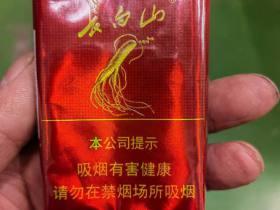 长白山
本公司提示
吸烟有害健康
请勿在禁烟场所吸烟